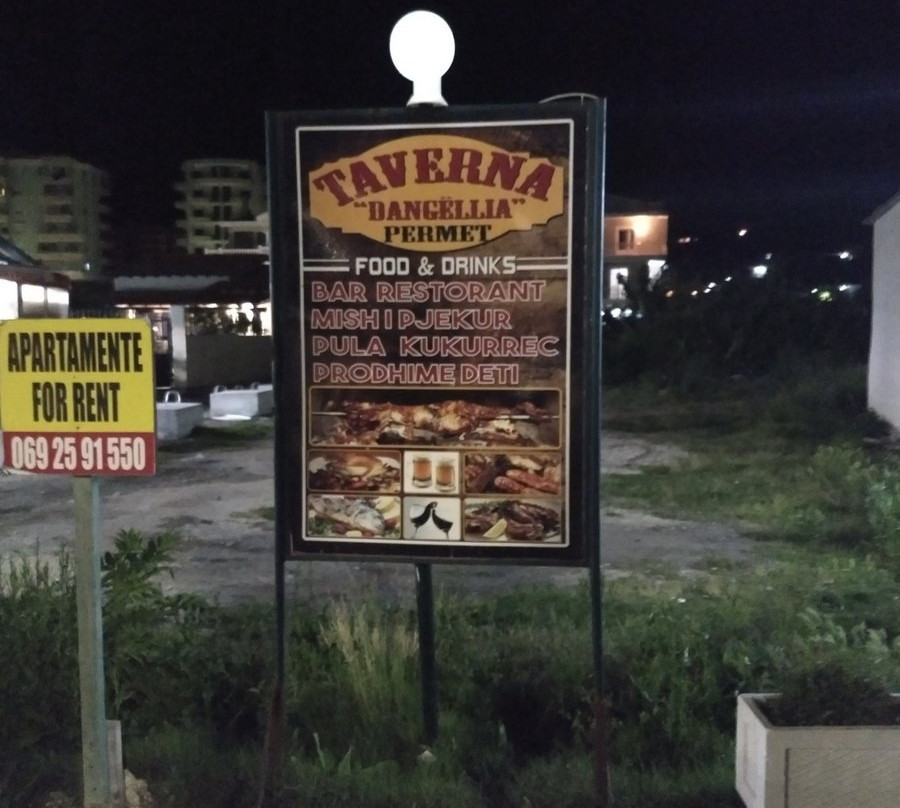 TAVERNA
"DANGËLLIA"
PERMET
FOOD & DRINKS
BAR RESTORANT
MISH I PJEKUR
PULA KUKURREC
PRODHIME DETI
APARTAMENTE
FOR RENT
069 25 91 550